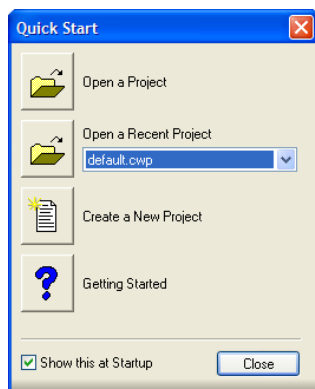 Quick Start
Open a Project
Open a Recent Project
default.cwp
Create a New Project
Getting Started
Show this at Startup
Close